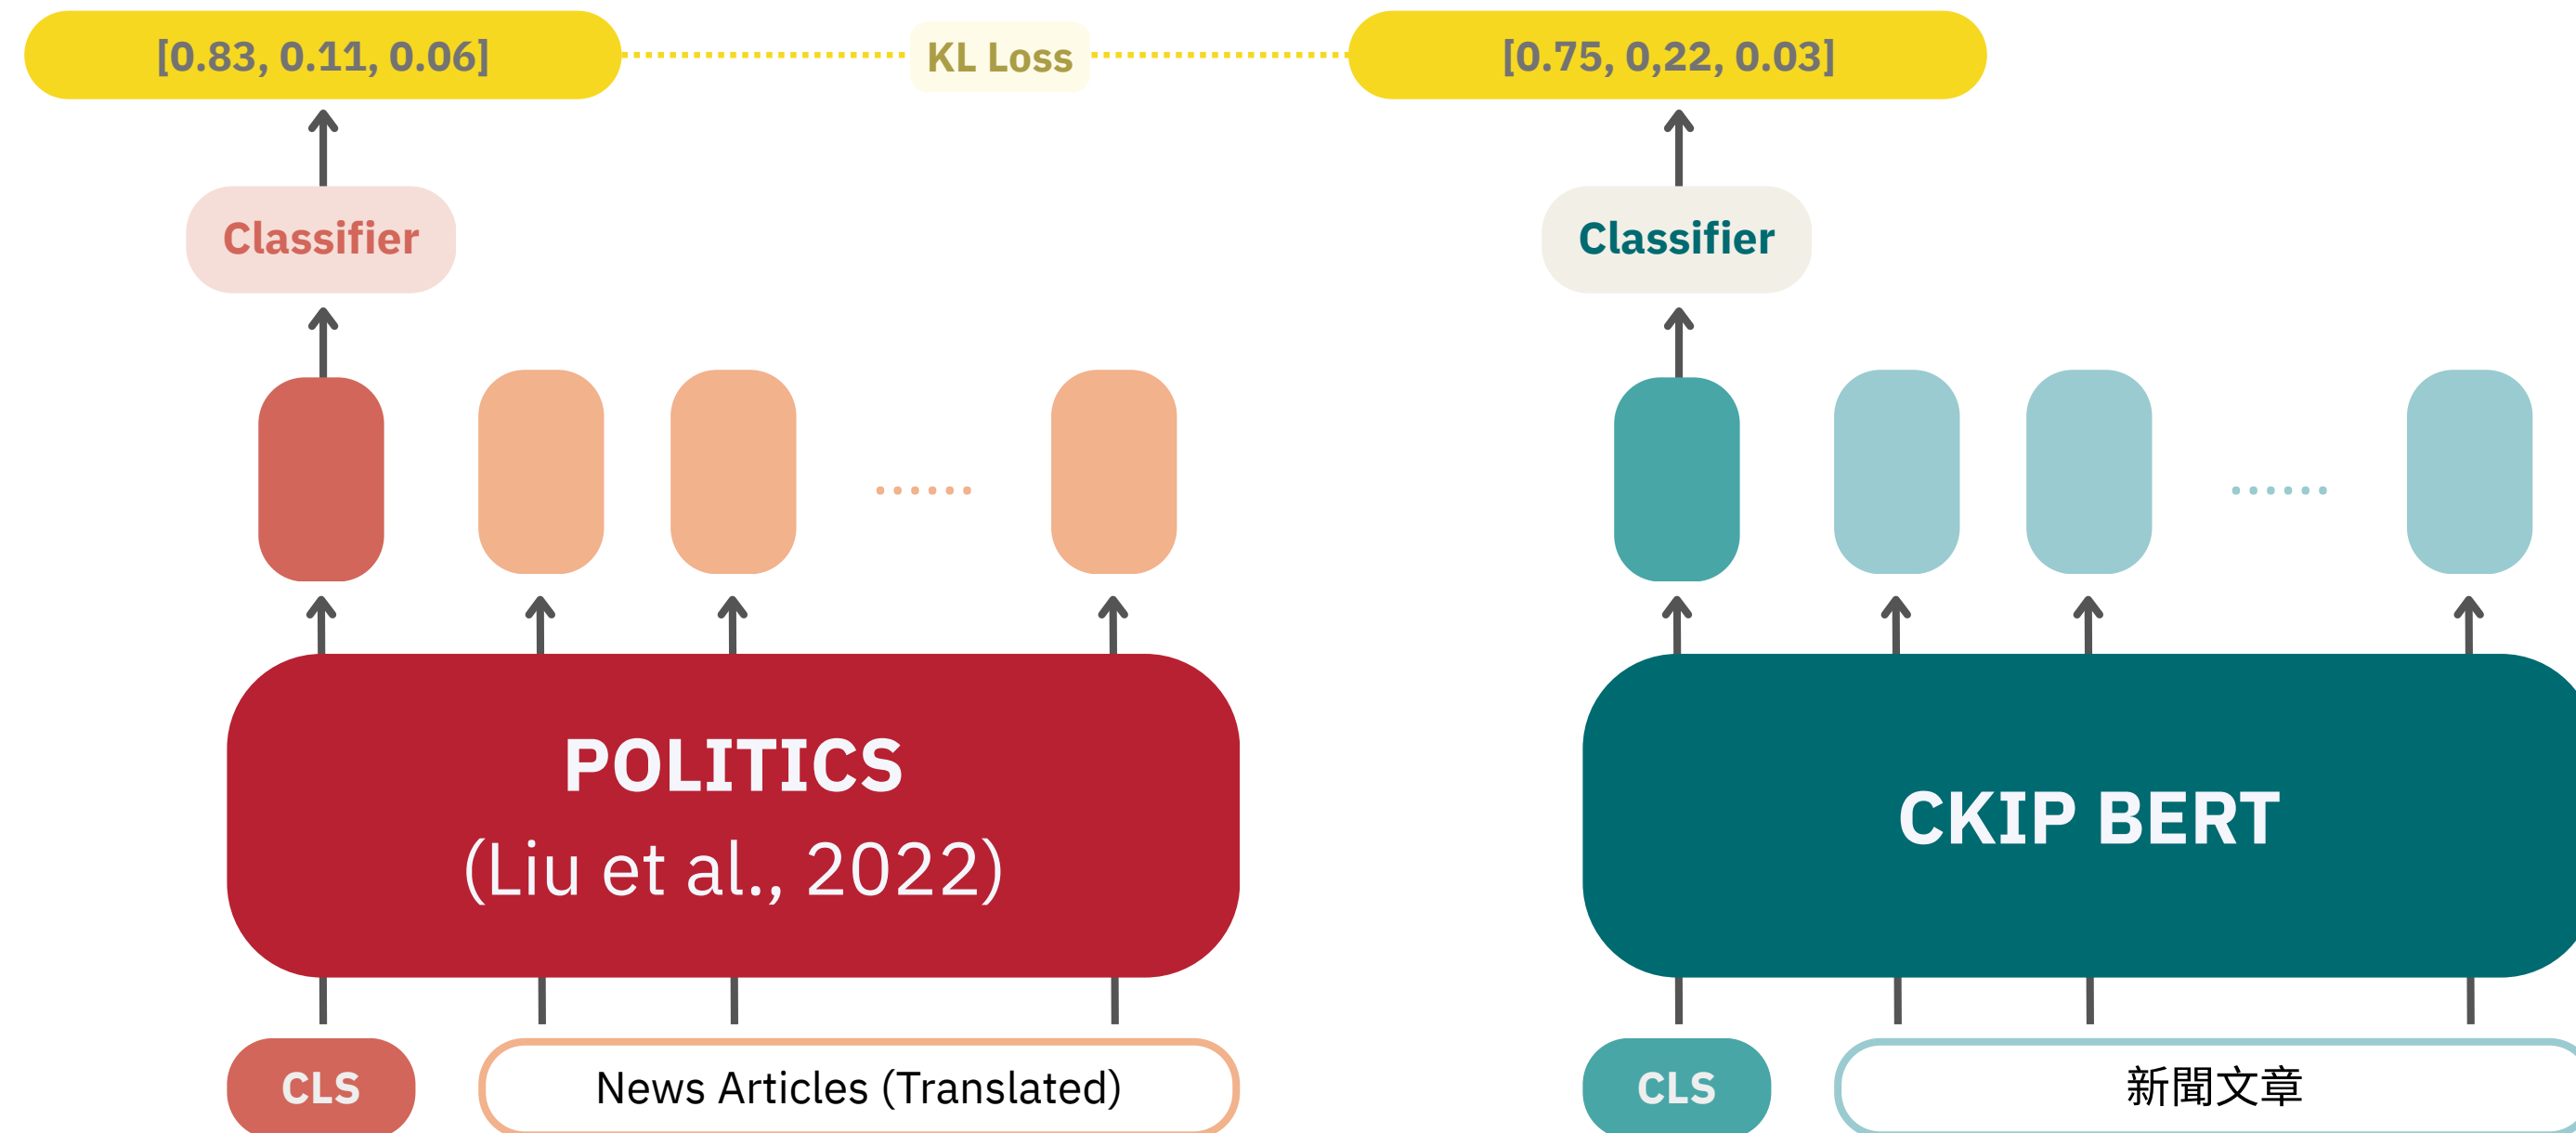 [0.83, 0.11, 0.06]
KL Loss
[0.75, 0,22, 0.03]
Classifier
Classifier
POLITICS
(Liu et al., 2022)
CKIP BERT
CLS
News Articles (Translated)
CLS
新聞文章